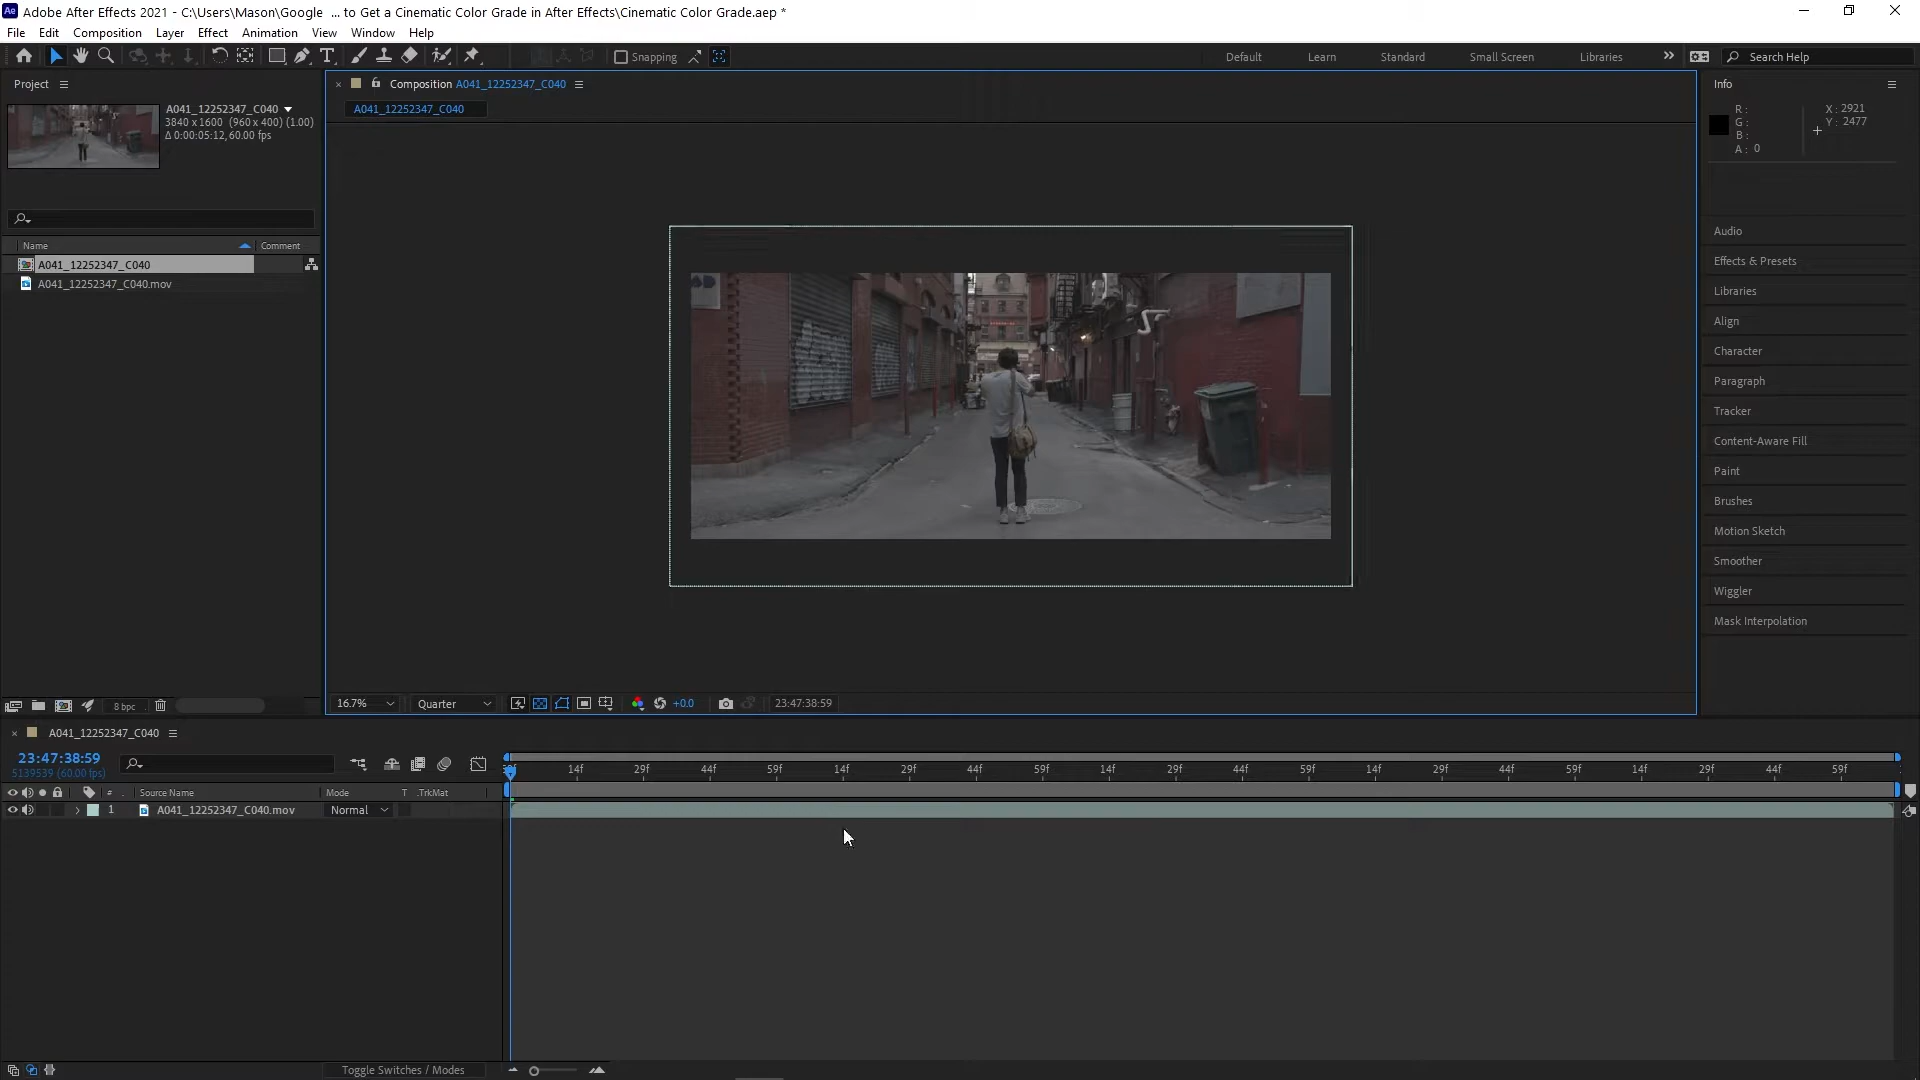 Adobe After Effects 2021 - C:\Users\Mason\Google ... to Get a Cinematic Color Grade in After Effects\Cinematic Color Grade.aep *
File Edit Composition Layer Effect Animation View Window Help
Snapping Default Learn Standard Small Screen Libraries Search Help
Project
A041_12252347_C040
3840 x 1600 (960 x 400) (1.00)
Δ 0:00:05:12, 60.00 fps
Name Comment
A041_12252347_C040
A041_12252347_C040.mov
8 bpc
Composition A041_12252347_C040
A041_12252347_C040
16.7% Quarter +0.0 23:47:38:59
Info
R :
G :
B :
A : 0
X : 2921
Y : 2477
Audio
Effects & Presets
Libraries
Align
Character
Paragraph
Tracker
Content-Aware Fill
Paint
Brushes
Motion Sketch
Smoother
Wiggler
Mask Interpolation
A041_12252347_C040
23:47:38:59
5139539 (60.00 fps)
14f 29f 44f 59f 14f 29f 44f 59f 14f 29f 44f 59f 14f 29f 44f 59f 14f 29f 44f 59f
# Source Name Mode T .TrkMat
1 A041_12252347_C040.mov Normal
Toggle Switches / Modes